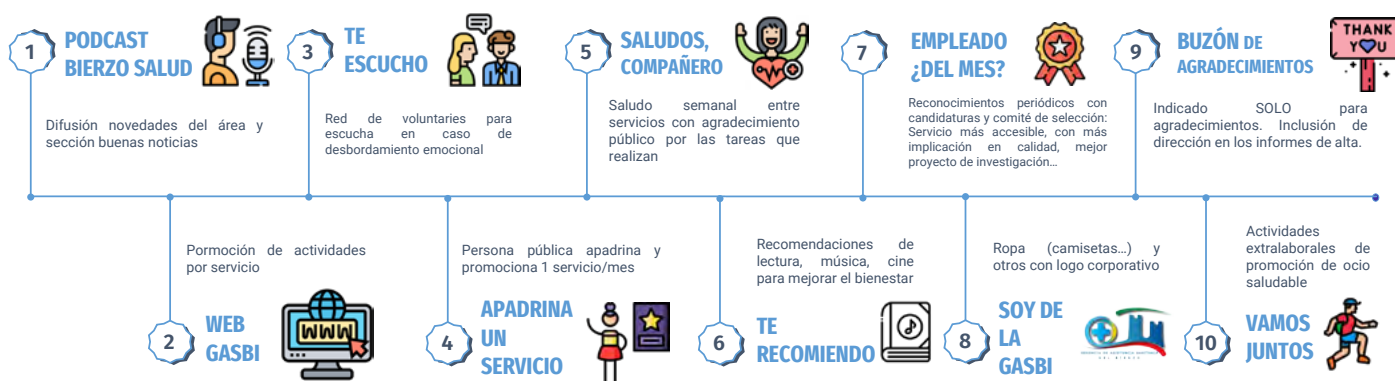 1
PODCAST
BIERZO SALUD
Difusión novedades del área y
sección buenas noticias
3
TE
ESCUCHO
Red de voluntaries para
escucha en caso de
desbordamiento emocional
5
SALUDOS,
COMPAÑERO
Saludo semanal entre
servicios con agradecimiento
público por las tareas que
realizan
7
EMPLEADO
¿DEL MES?
Reconocimientos periódicos con
candidaturas y comité de selección:
Servicio más accesible, con más
implicación en calidad, mejor
proyecto de investigación…
9
BUZÓN DE
AGRADECIMIENTOS
THANK
YOU
Indicado SOLO para
agradecimientos. Inclusión de
dirección en los informes de alta.
Pormoción de actividades
por servicio
2
WEB
GASBI
WWW
Persona pública apadrina y
promociona 1 servicio/mes
4
APADRINA
UN
SERVICIO
Recomendaciones de
lectura, música, cine
para mejorar el bienestar
6
TE
RECOMIENDO
Ropa (camisetas…) y
otros con logo corporativo
8
SOY DE
LA
GASBI
Actividades
extralaborales de
promoción de ocio
saludable
10
VAMOS
JUNTOS